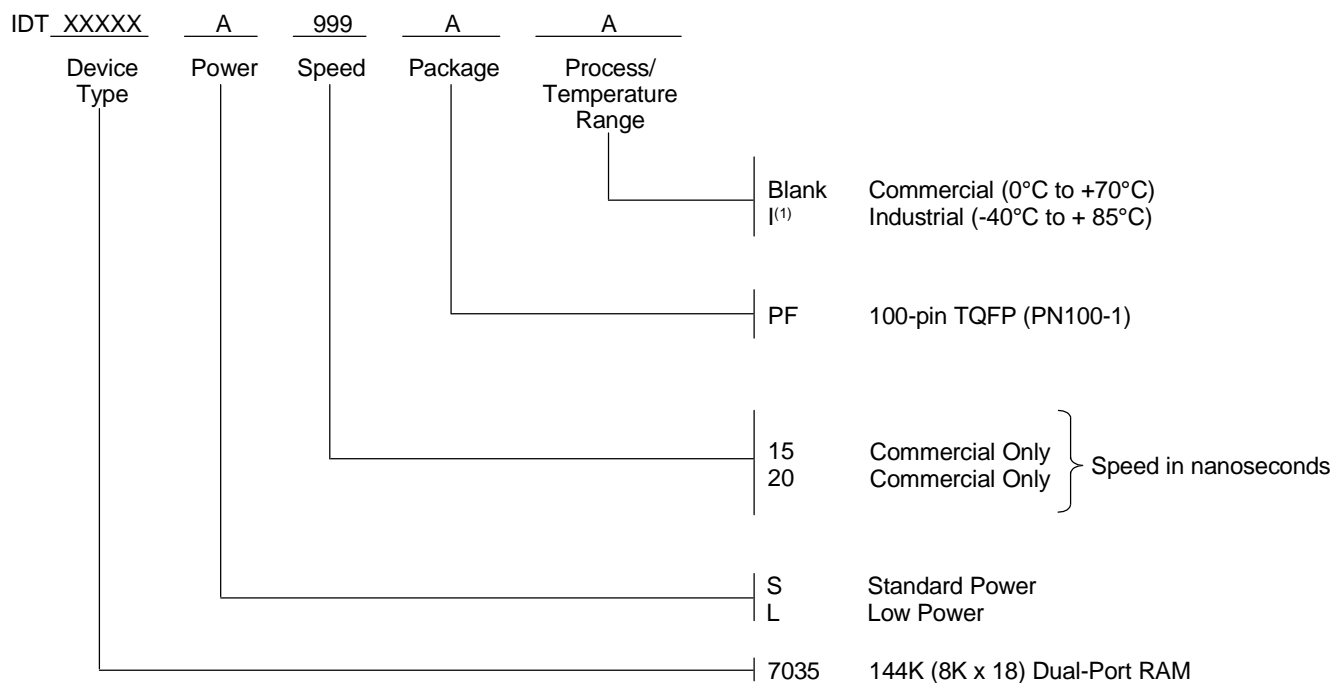 IDT XXXXX A 999 A A
Device Type
Power
Speed
Package
Process/
Temperature
Range
Blank Commercial (0°C to +70°C)
I(1) Industrial (-40°C to + 85°C)
PF 100-pin TQFP (PN100-1)
15 Commercial Only
20 Commercial Only
Speed in nanoseconds
S Standard Power
L Low Power
7035 144K (8K x 18) Dual-Port RAM